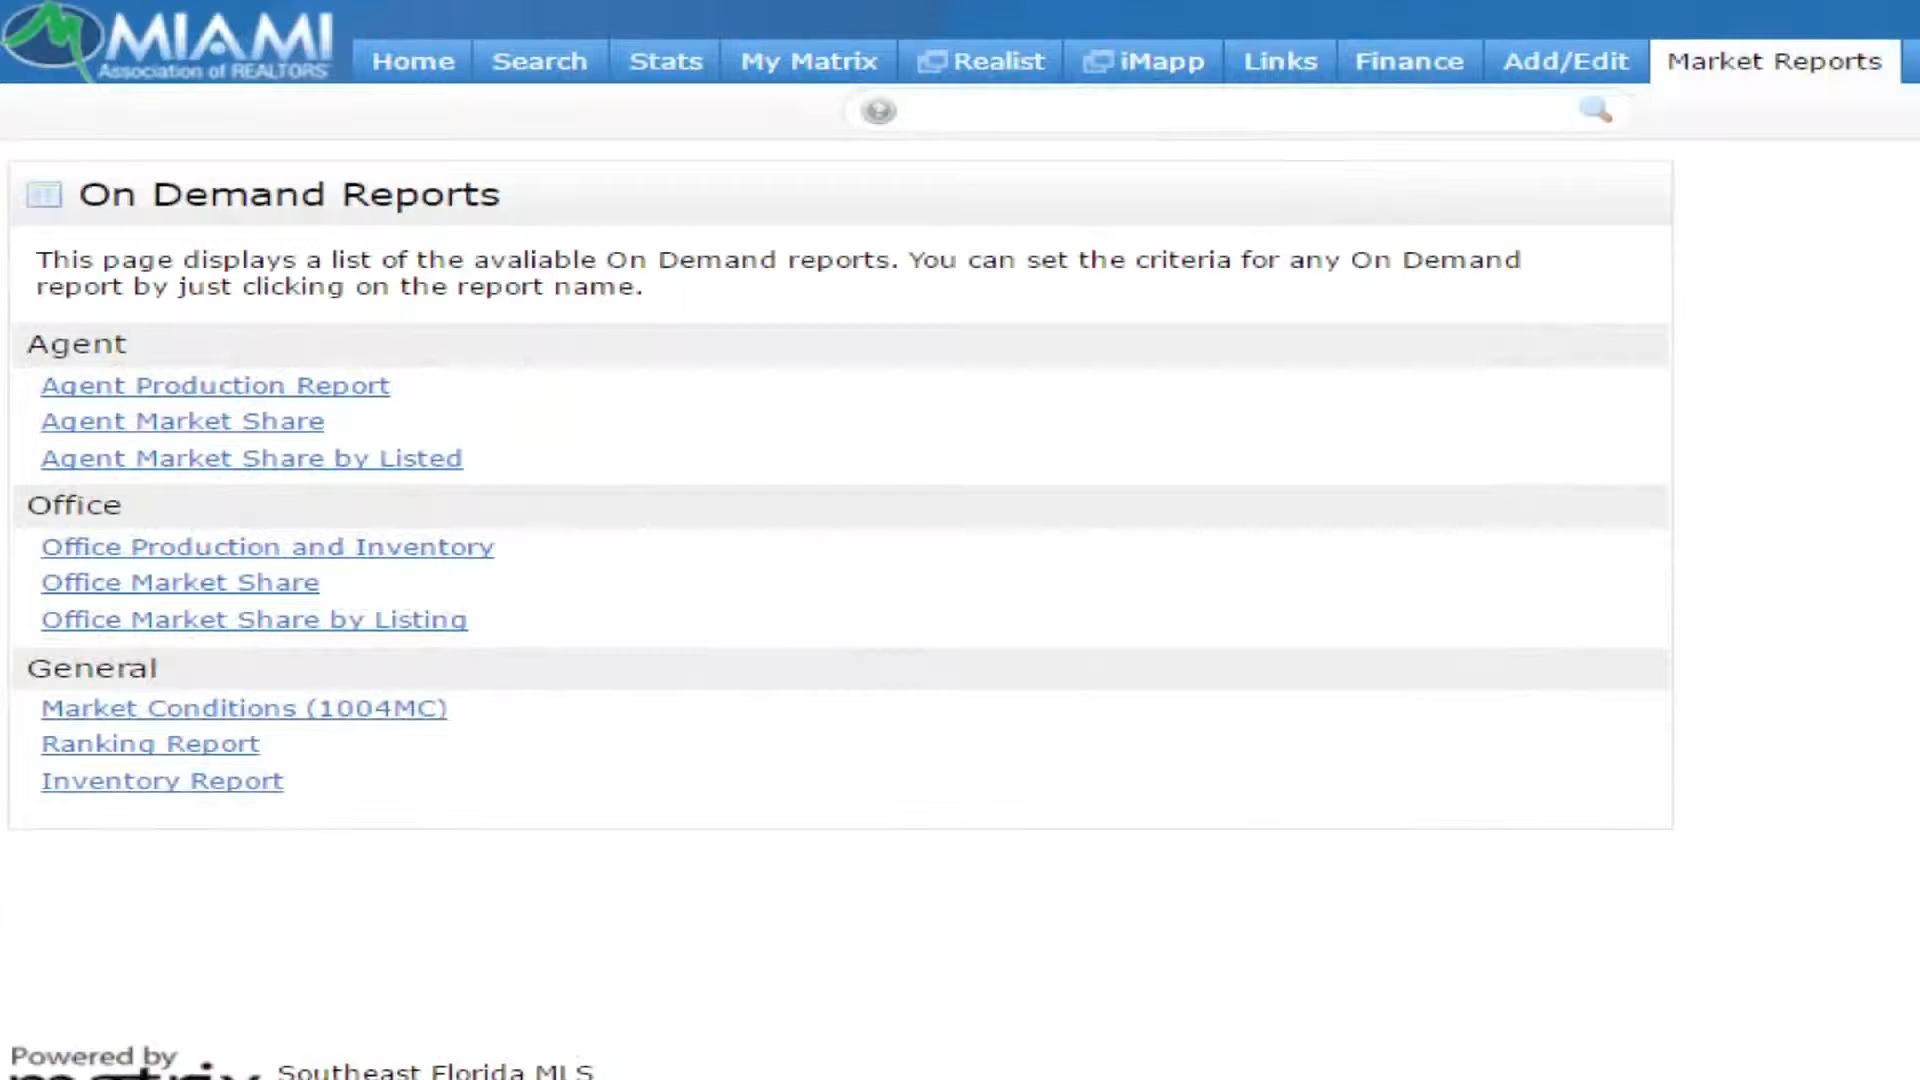 MIAMI
Association of REALTORS
Home Search Stats My Matrix Realist iMapp Links Finance Add/Edit Market Reports
On Demand Reports
This page displays a list of the avaliable On Demand reports. You can set the criteria for any On Demand
report by just clicking on the report name.
Agent
Agent Production Report
Agent Market Share
Agent Market Share by Listed
Office
Office Production and Inventory
Office Market Share
Office Market Share by Listing
General
Market Conditions (1004MC)
Ranking Report
Inventory Report
Powered by
matrix Southeast Florida MLS